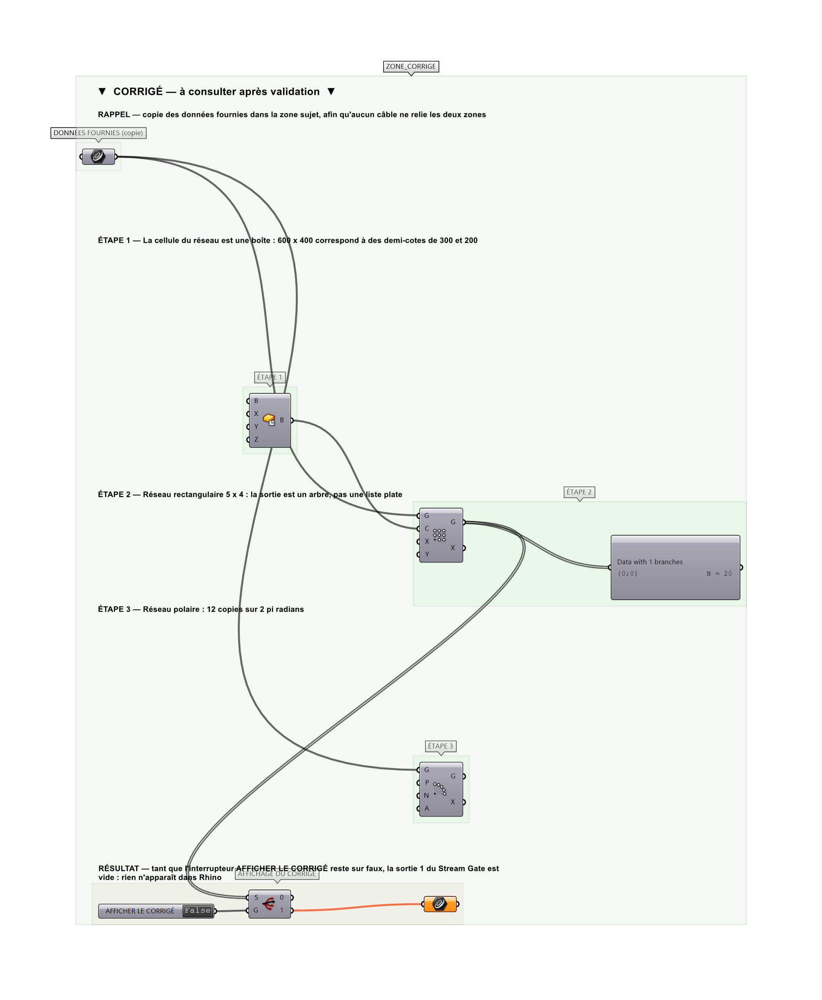 ZONE_CORRIGE
▼ CORRIGÉ — à consulter après validation ▼
RAPPEL — copie des données fournies dans la zone sujet, afin qu'aucun câble ne relie les deux zones
DONNÉES FOURNIES (copie)
ÉTAPE 1 — La cellule du réseau est une boîte : 600 x 400 correspond à des demi-cotes de 300 et 200
ÉTAPE 1
B
X
B
Y
Z
ÉTAPE 2 — Réseau rectangulaire 5 x 4 : la sortie est un arbre, pas une liste plate
ÉTAPE 2
G
G
C
X
X
Y
Data with 1 branches
{0;0} N = 20
ÉTAPE 3 — Réseau polaire : 12 copies sur 2 pi radians
ÉTAPE 3
G
G
P
N
X
A
RÉSULTAT — tant que l'interrupteur AFFICHER LE CORRIGÉ reste sur faux, la sortie 1 du Stream Gate est
vide : rien n'apparaît dans Rhino
AFFICHAGE DU CORRIGÉ
S 0
G 1
AFFICHER LE CORRIGÉ False